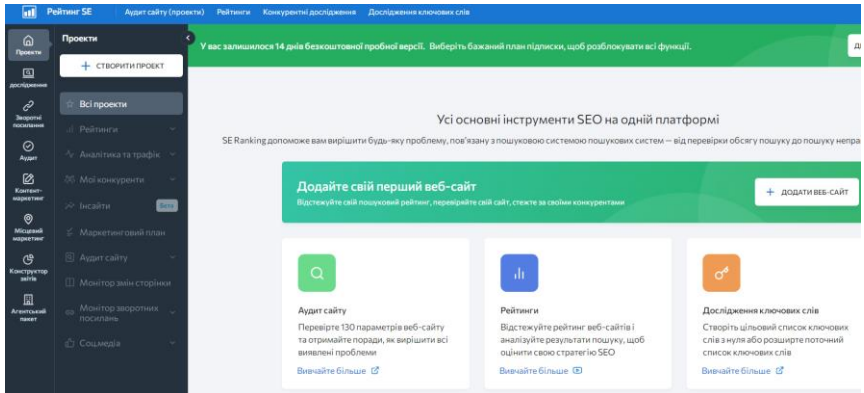 Рейтинг SE
Аудит сайту (проекти) Рейтинги Конкурентні дослідження Дослідження ключових слів
Проекти
дослідження
Зворотні
посилання
Аудит
Контент-
маркетинг
Місцевий
маркетинг
Конструктор
звітів
Агентський
пакет
Проекти
+ СТВОРИТИ ПРОЕКТ
Всі проекти
Рейтинги
Аналітика та трафік
Мої конкуренти
Інсайти Beta
Маркетинговий план
Аудит сайту
Монітор змін сторінки
Монітор зворотних
посилань
Соц.медіа
У вас залишилося 14 днів безкоштовної пробної версії. Виберіть бажаний план підписки, щоб розблокувати всі функції.
Усі основні інструменти SEO на одній платформі
SE Ranking допоможе вам вирішити будь-яку проблему, пов'язану з пошуковою системою пошукових систем — від перевірки обсягу пошуку до пошуку
Додайте свій перший веб-сайт
Відстежуйте свій пошуковий рейтинг, перевіряйте свій сайт, стежте за своїми конкурентами
+ ДОДАТИ ВЕБ-САЙТ
Аудит сайту
Перевірте 130 параметрів веб-сайту
та отримайте поради, як вирішити всі
виявлені проблеми
Вивчайте більше
Рейтинги
Відстежуйте рейтинг веб-сайтів і
аналізуйте результати пошуку, щоб
оцінити свою стратегію SEO
Вивчайте більше
Дослідження ключових слів
Створіть цільовий список ключових
слів з нуля або розширте поточний
список ключових слів
Вивчайте більше